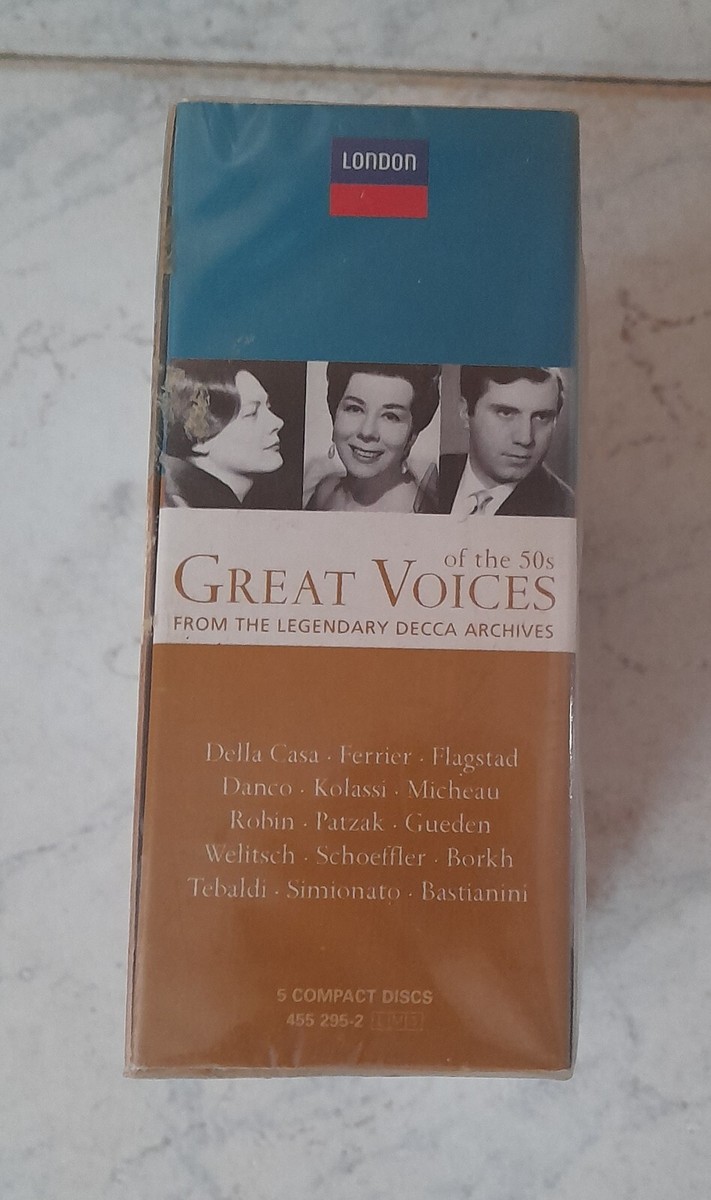 LONDON
of the 50s
GREAT VOICES
FROM THE LEGENDARY DECCA ARCHIVES
Della Casa · Ferrier · Flagstad
Danco · Kolassi · Micheau
Robin · Patzak · Gueden
Welitsch · Schoeffler · Borkh
Tebaldi · Simionato · Bastianini
5 COMPACT DISCS
455 295-2